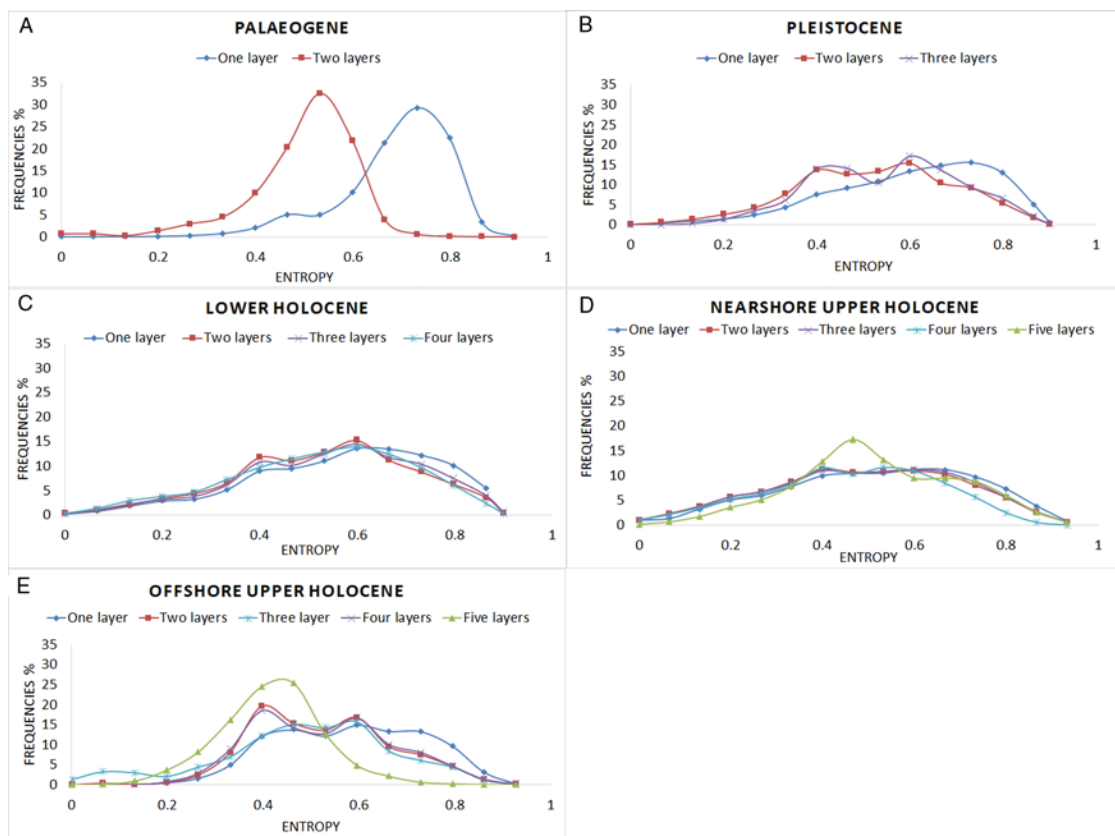 A
PALAEOGENE
One layer Two layers
FREQUENCIES %
35
30
25
20
15
10
5
0
0 0.2 0.4 0.6 0.8 1
ENTROPY
B
PLEISTOCENE
One layer Two layers Three layers
FREQUENCIES %
35
30
25
20
15
10
5
0
0 0.2 0.4 0.6 0.8 1
ENTROPY
C
LOWER HOLOCENE
One layer Two layers Three layers Four layers
FREQUENCIES %
35
30
25
20
15
10
5
0
0 0.2 0.4 0.6 0.8 1
ENTROPY
D
NEARSHORE UPPER HOLOCENE
One layer Two layers Three layers Four layers Five layers
FREQUENCIES %
35
30
25
20
15
10
5
0
0 0.2 0.4 0.6 0.8 1
ENTROPY
E
OFFSHORE UPPER HOLOCENE
One layer Two layers Three layer Four layers Five layers
FREQUENCIES %
35
30
25
20
15
10
5
0
0 0.2 0.4 0.6 0.8 1
ENTROPY